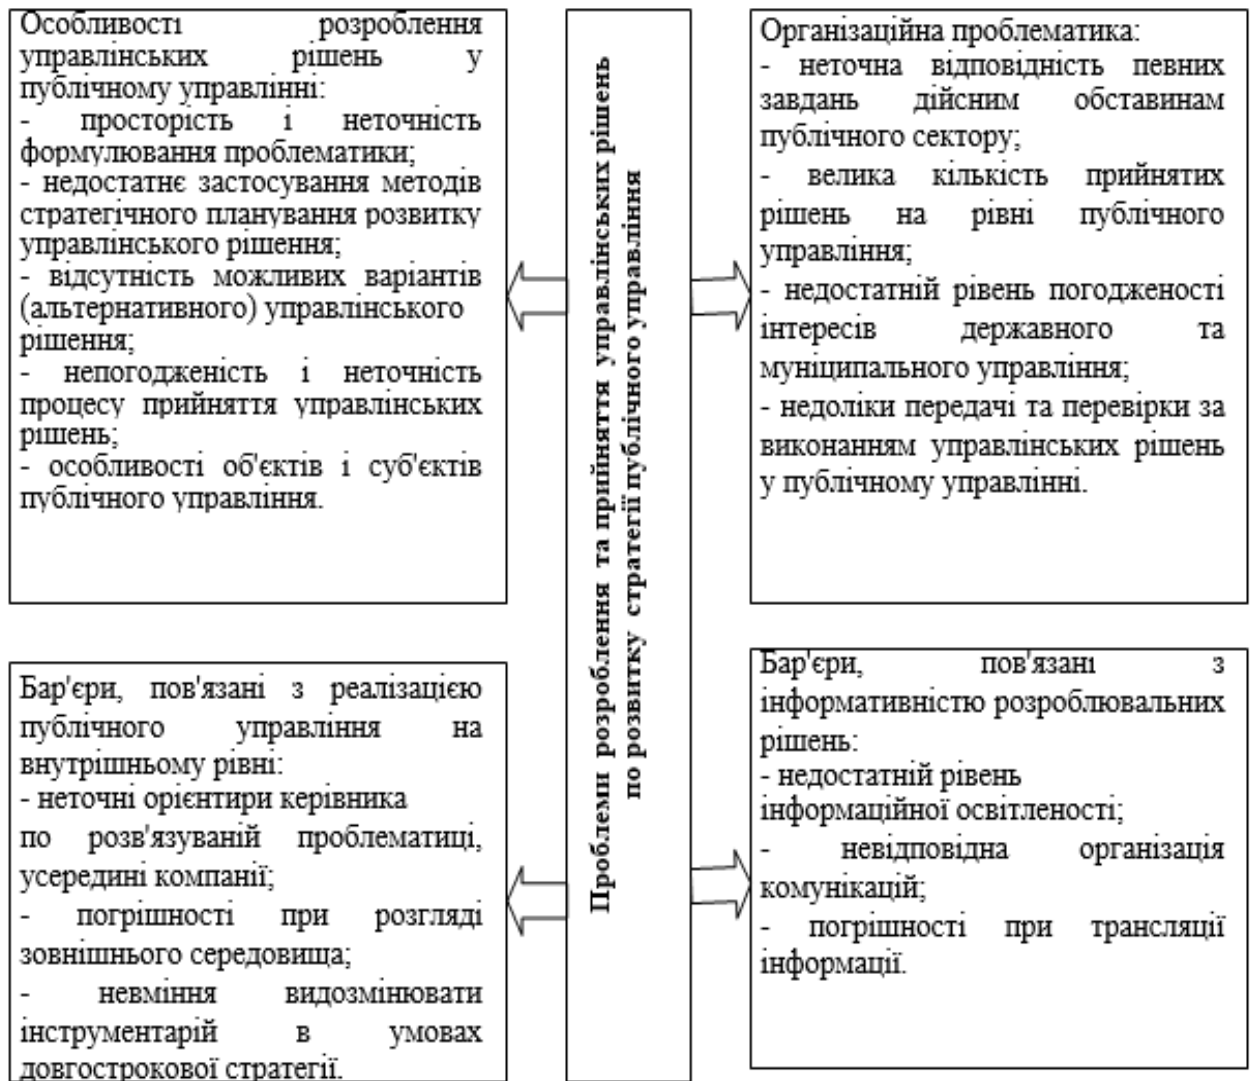 Особливості розроблення
управлінських рішень у
публічному управлінні:
- просторість і неточність
формулювання проблематики;
- недостатнє застосування методів
стратегічного планування розвитку
управлінського рішення;
- відсутність можливих варіантів
(альтернативного) управлінського
рішення;
- непогодженість і неточність
процесу прийняття управлінських
рішень;
- особливості об'єктів і суб'єктів
публічного управління.
Проблеми розроблення та прийняття управлінських рішень
по розвитку стратегії публічного управління
Організаційна проблематика:
- неточна відповідність певних
завдань дійсним обставинам
публічного сектору;
- велика кількість прийнятих
рішень на рівні публічного
управління;
- недостатній рівень погодженості
інтересів державного та
муніципального управління;
- недоліки передачі та перевірки за
виконанням управлінських рішень
у публічному управлінні.
Бар'єри, пов'язані з реалізацією
публічного управління на
внутрішньому рівні:
- неточні орієнтири керівника
по розв'язуваній проблематиці,
усередині компанії;
- погрішності при розгляді
зовнішнього середовища;
- невміння видозмінювати
інструментарій в умовах
довгострокової стратегії.
Бар'єри, пов'язані з
інформативністю розроблювальних
рішень:
- недостатній рівень
інформаційної освітленості;
- невідповідна організація
комунікацій;
- погрішності при трансляції
інформації.